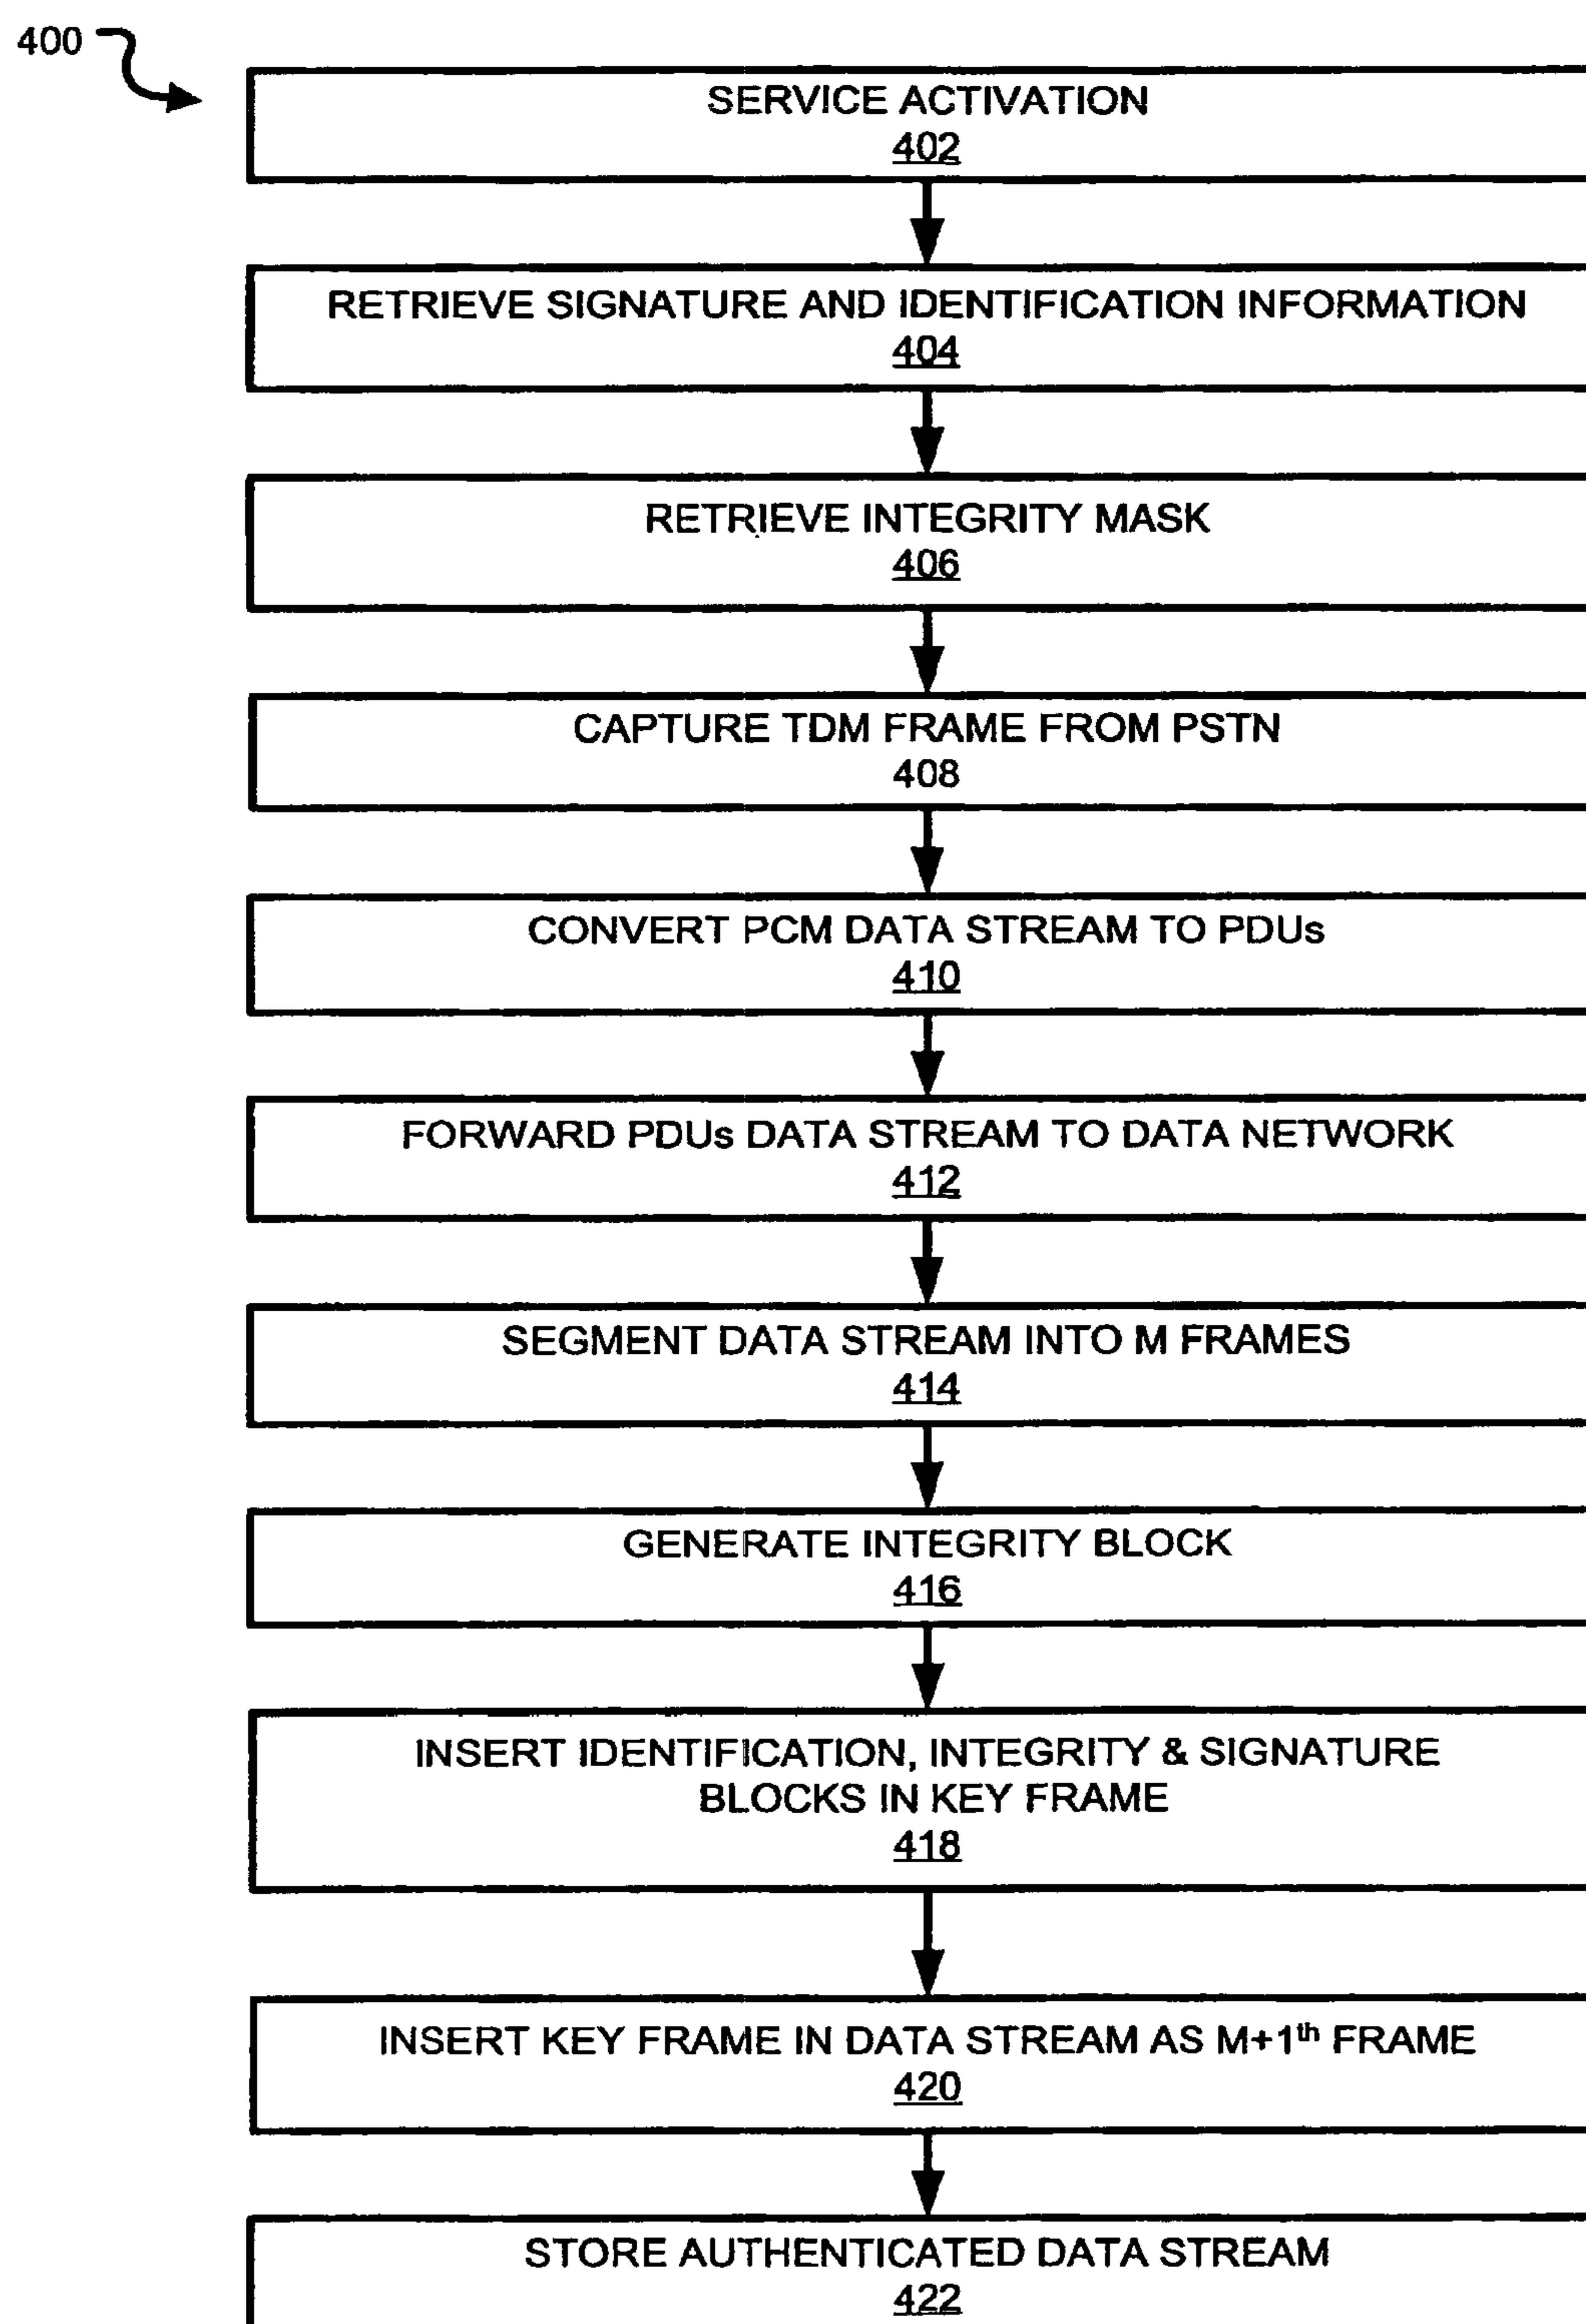 400
SERVICE ACTIVATION
402
RETRIEVE SIGNATURE AND IDENTIFICATION INFORMATION
404
RETRIEVE INTEGRITY MASK
406
CAPTURE TDM FRAME FROM PSTN
408
CONVERT PCM DATA STREAM TO PDUs
410
FORWARD PDUs DATA STREAM TO DATA NETWORK
412
SEGMENT DATA STREAM INTO M FRAMES
414
GENERATE INTEGRITY BLOCK
416
INSERT IDENTIFICATION, INTEGRITY & SIGNATURE
BLOCKS IN KEY FRAME
418
INSERT KEY FRAME IN DATA STREAM AS M+1th FRAME
420
STORE AUTHENTICATED DATA STREAM
422